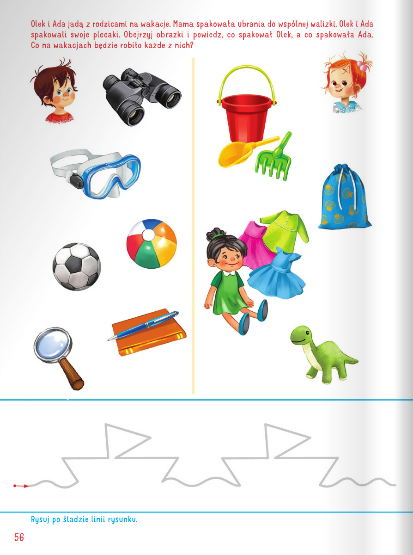 Olek i Ada jadą z rodzicami na wakacje. Mama spakowała ubrania do wspólnej walizki. Olek i Ada
spakowali swoje plecaki. Obejrzyj obrazki i powiedz, co spakował Olek, a co spakowała Ada.
Co na wakacjach będzie robiło każde z nich?
Rysuj po śladzie linii rysunku.
56